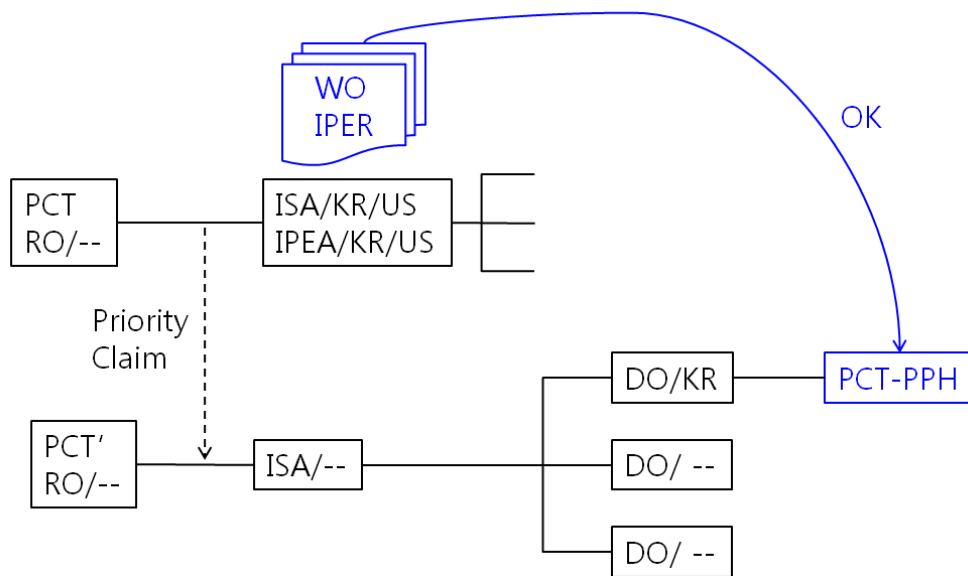 WO
IPER
OK
PCT
RO/--
ISA/KR/US
IPEA/KR/US
Priority
Claim
DO/KR
PCT-PPH
PCT'
RO/--
ISA/--
DO/ --
DO/ --